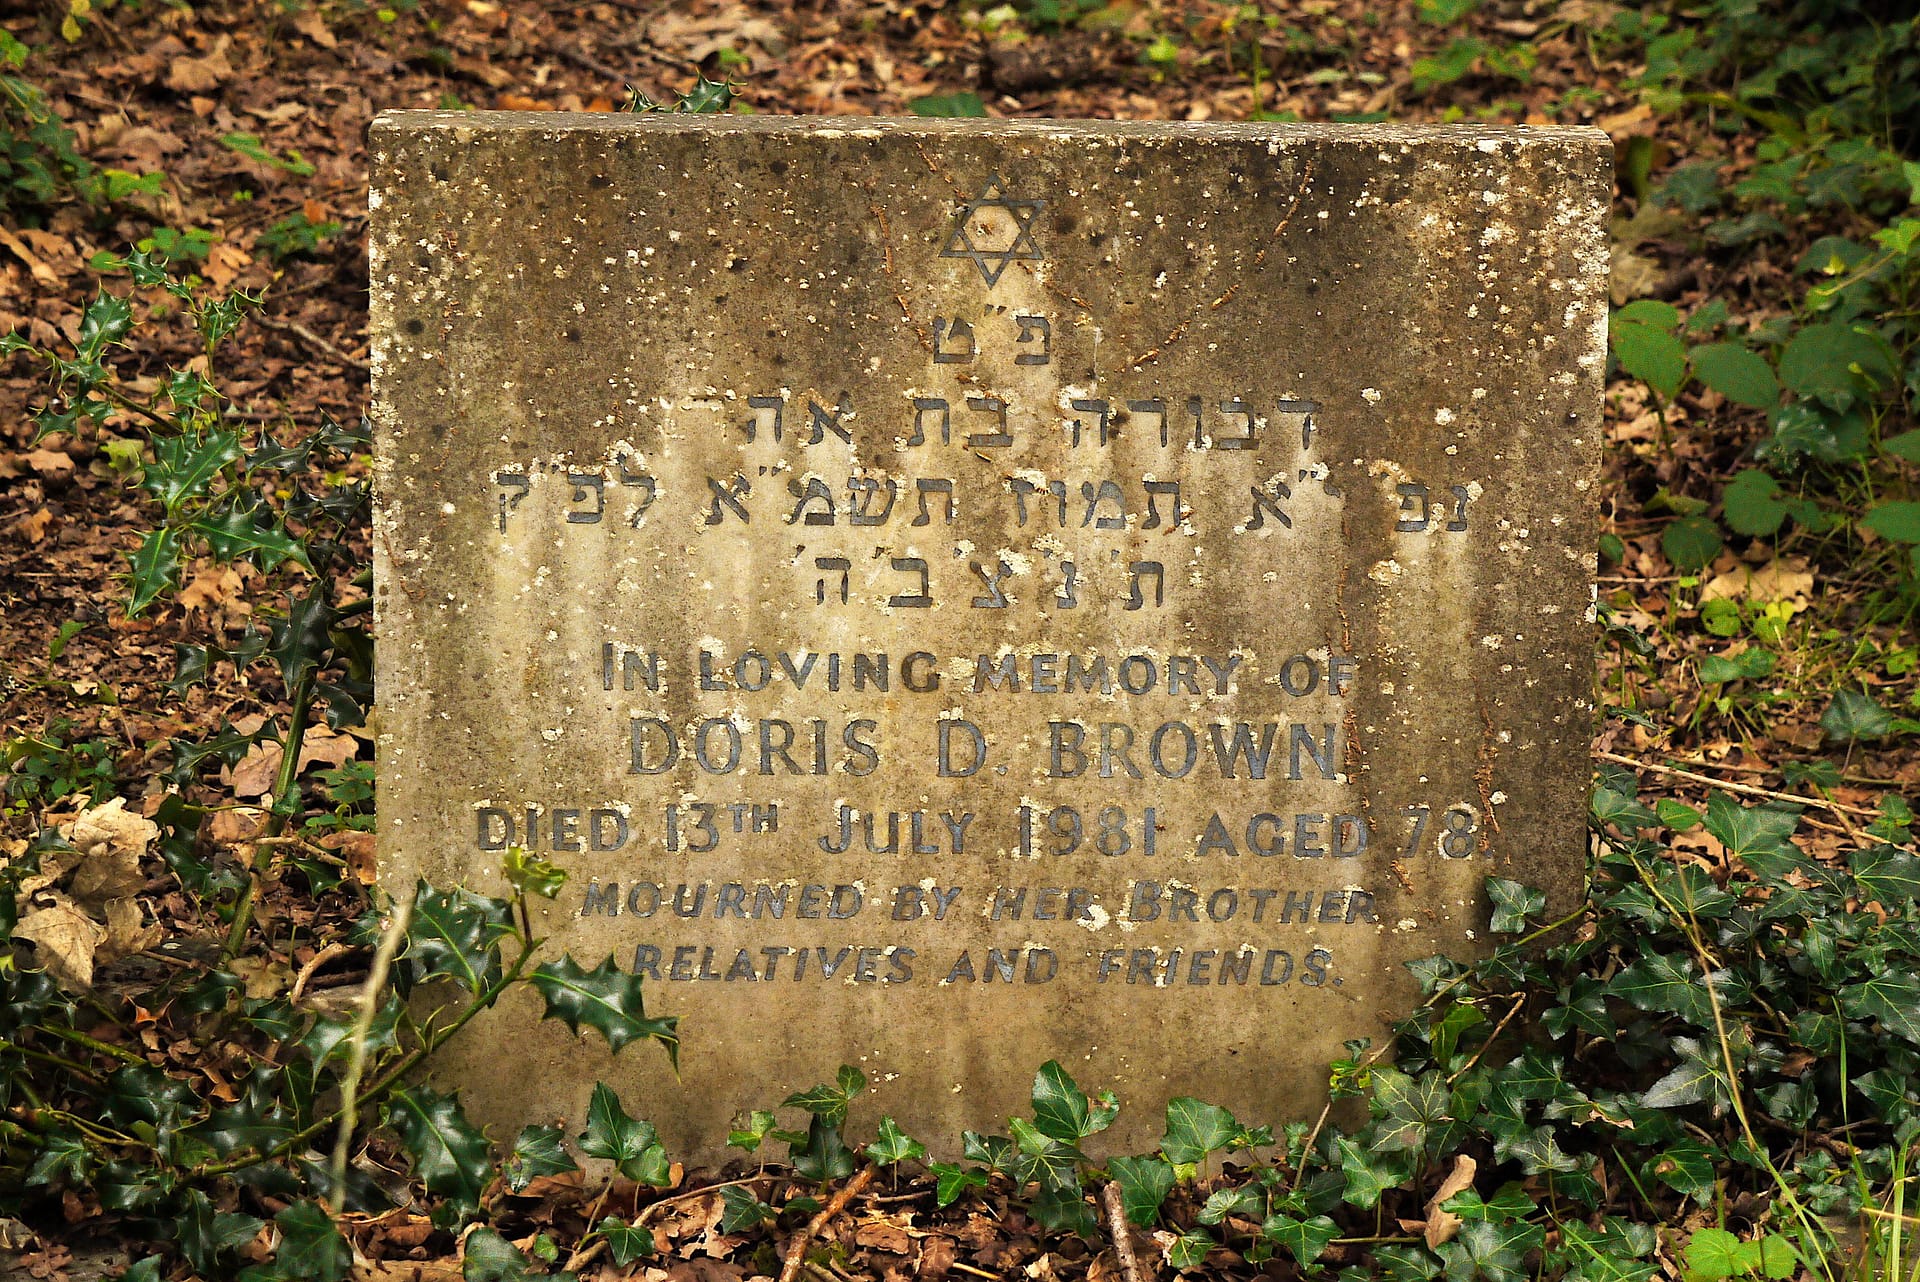 פ״ט
דבורה בת
נפ׳ י״א תמוז תשמ״א לפ״ק
ת׳נ׳צ׳ב׳ה׳
IN LOVING MEMORY OF
DORIS D. BROWN
DIED 13TH JULY 1981 AGED 78.
MOURNED BY HER BROTHER
RELATIVES AND FRIENDS.